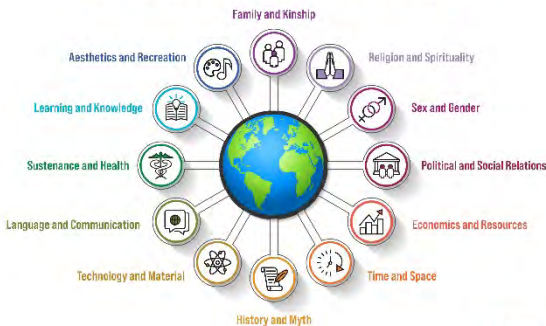 Family and Kinship
Aesthetics and Recreation
Religion and Spirituality
Learning and Knowledge
Sex and Gender
Sustenance and Health
Political and Social Relations
Language and Communication
Economics and Resources
Technology and Material
Time and Space
History and Myth